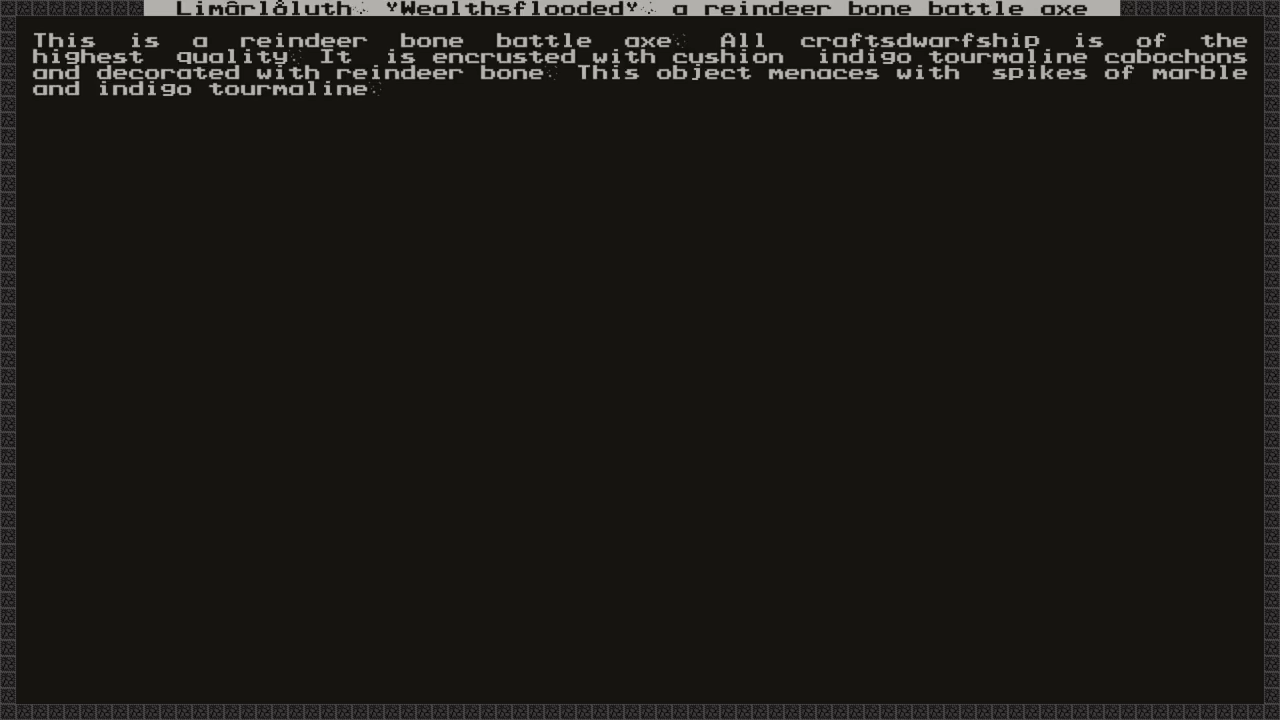 Limârlôluth, "Wealthsflooded", a reindeer bone battle axe
This is a reindeer bone battle axe. All craftsdwarfship is of the
highest quality. It is encrusted with cushion indigo tourmaline cabochons
and decorated with reindeer bone. This object menaces with spikes of marble
and indigo tourmaline.